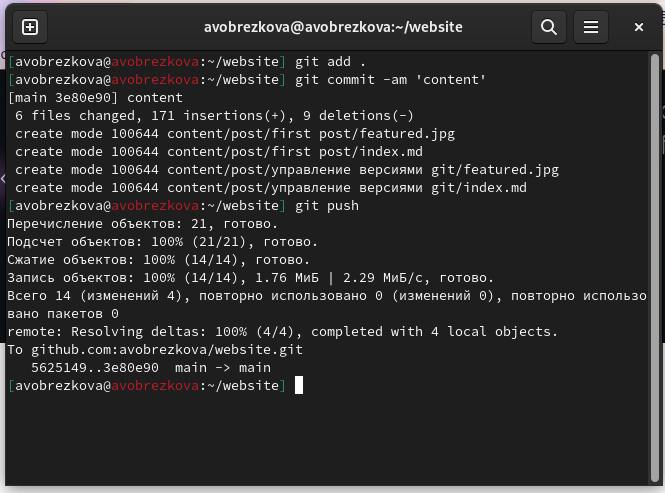 avobrezkova@avobrezkova:~/website
[avobrezkova@avobrezkova:~/website] git add .
[avobrezkova@avobrezkova:~/website] git commit -am 'content'
[main 3e80e90] content
 6 files changed, 171 insertions(+), 9 deletions(-)
 create mode 100644 content/post/first post/featured.jpg
 create mode 100644 content/post/first post/index.md
 create mode 100644 content/post/управление версиями git/featured.jpg
 create mode 100644 content/post/управление версиями git/index.md
[avobrezkova@avobrezkova:~/website] git push
Перечисление объектов: 21, готово.
Подсчет объектов: 100% (21/21), готово.
Сжатие объектов: 100% (14/14), готово.
Запись объектов: 100% (14/14), 1.76 МиБ | 2.29 МиБ/с, готово.
Всего 14 (изменений 4), повторно использовано 0 (изменений 0), повторно использо
вано пакетов 0
remote: Resolving deltas: 100% (4/4), completed with 4 local objects.
To github.com:avobrezkova/website.git
   5625149..3e80e90  main -> main
[avobrezkova@avobrezkova:~/website]